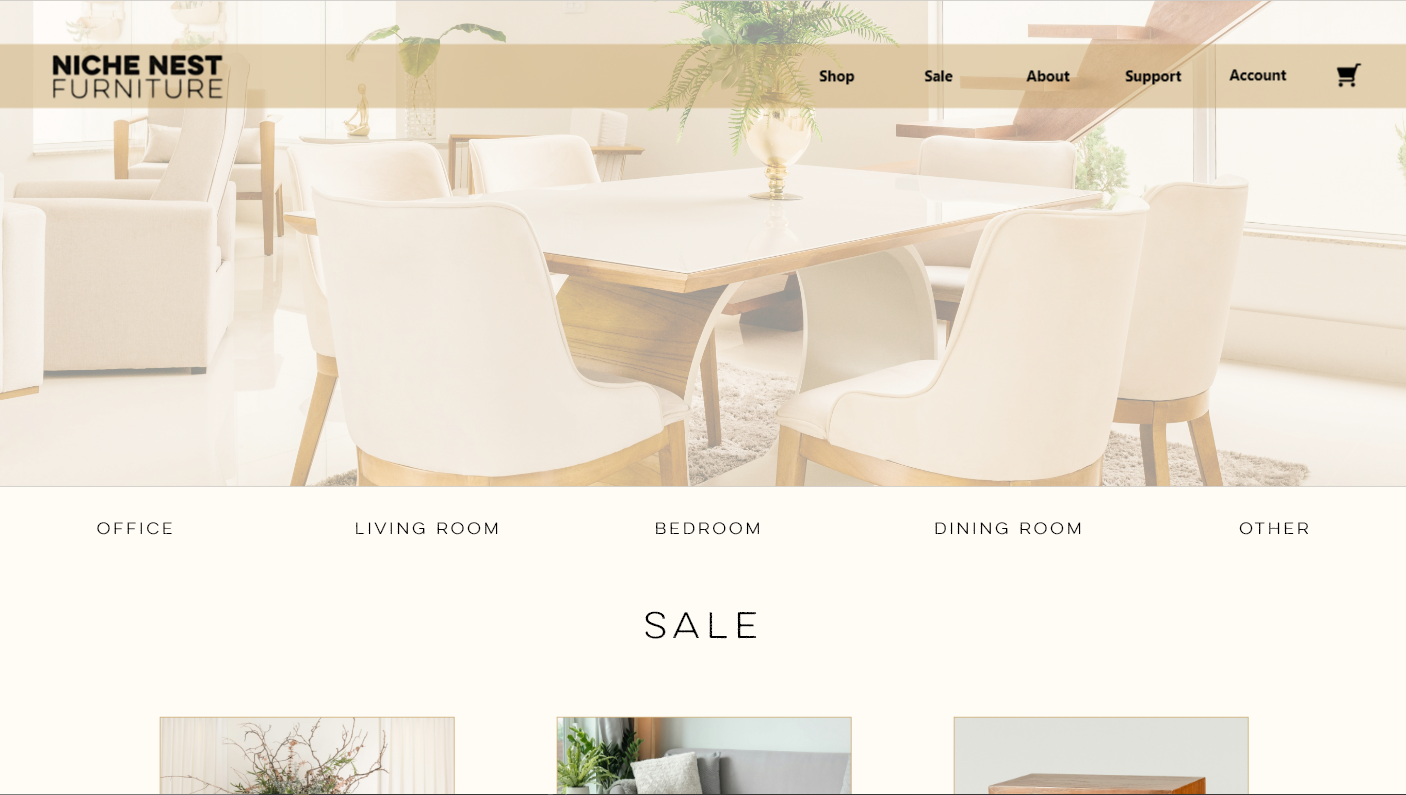 NICHE NEST
FURNITURE
Shop Sale About Support Account
OFFICE LIVING ROOM BEDROOM DINING ROOM OTHER
SALE